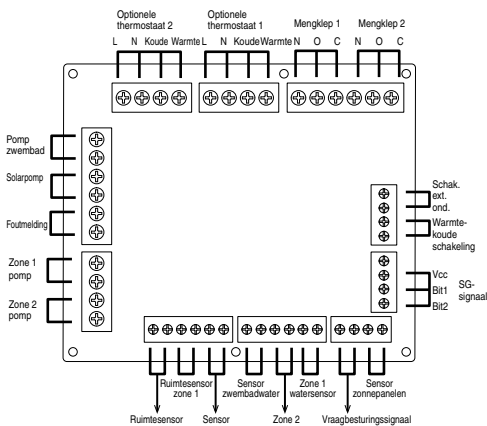 Optionele
thermostaat 2
Optionele
thermostaat 1
Mengklep 1
Mengklep 2
L N Koude Warmte L N Koude Warmte N O C N O C
Pomp
zwembad
Solarpomp
Foutmelding
Zone 1
pomp
Zone 2
pomp
Schak.
ext.
ond.
Warmte-
koude
schakeling
Vcc
Bit1
Bit2
SG-
signaal
Ruimtesensor
zone 1
Sensor
zwembadwater
Zone 1
watersensor
Sensor
zonnepanelen
Ruimtesensor
Sensor
Zone 2
Vraagbesturingssignaal